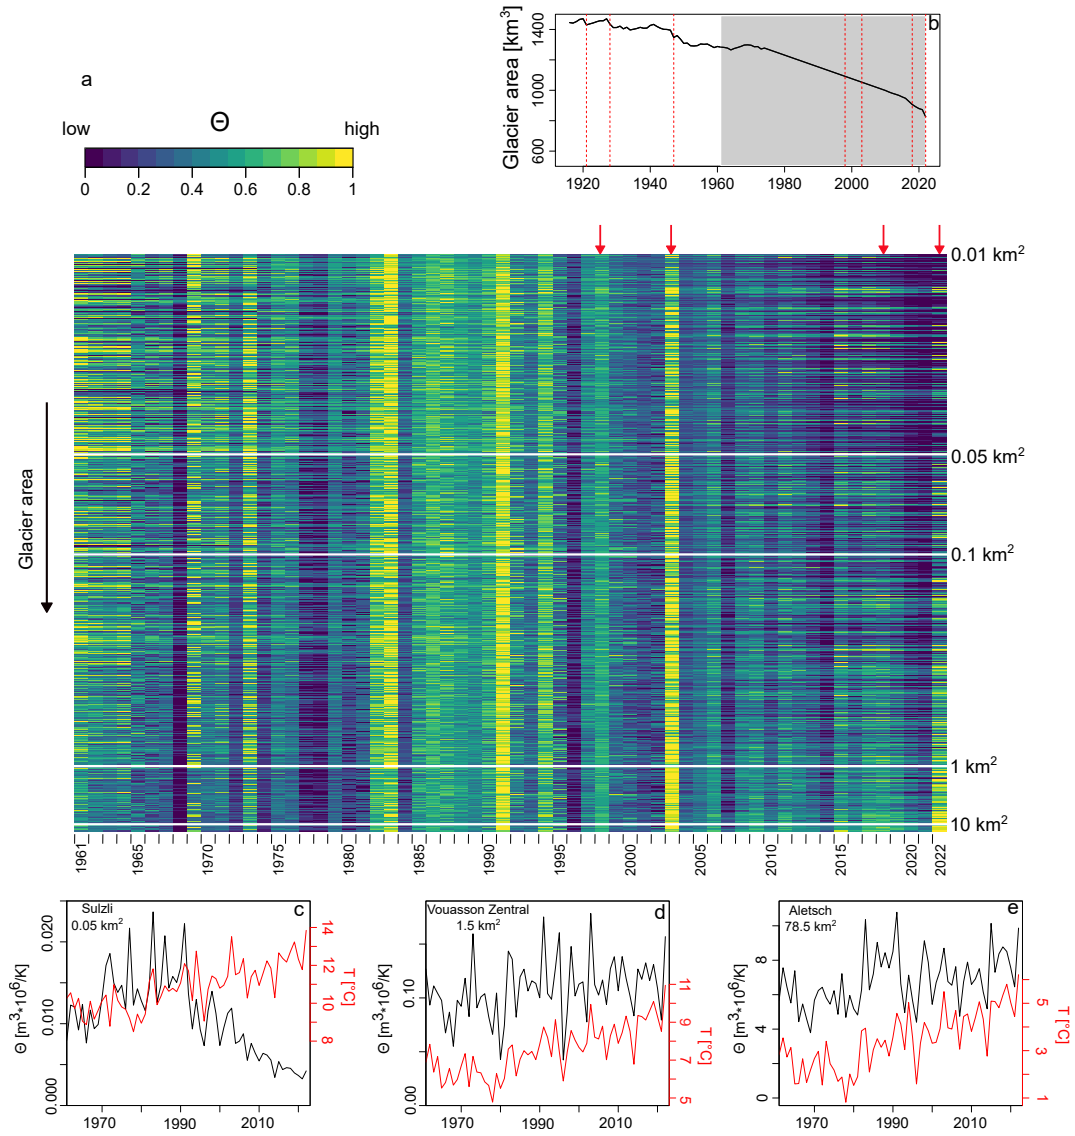 b
Glacier area [km³]
600
1000
1400
1920
1940
1960
1980
2000
2020
a
Θ
low
high
0
0.2
0.4
0.6
0.8
1
Glacier area
0.01 km²
0.05 km²
0.1 km²
1 km²
10 km²
1961
1965
1970
1975
1980
1985
1990
1995
2000
2005
2010
2015
2020
2022
Sulzli
0.05 km²
c
Θ [m³*10⁶/K]
0.000
0.010
0.020
1970
1990
2010
8
10
12
14
T [°C]
Vouasson Zentral
1.5 km²
d
Θ [m³*10⁶/K]
0.00
0.10
1970
1990
2010
5
7
9
11
T [°C]
Aletsch
78.5 km²
e
Θ [m³*10⁶/K]
0
4
8
1970
1990
2010
1
3
5
T [°C]